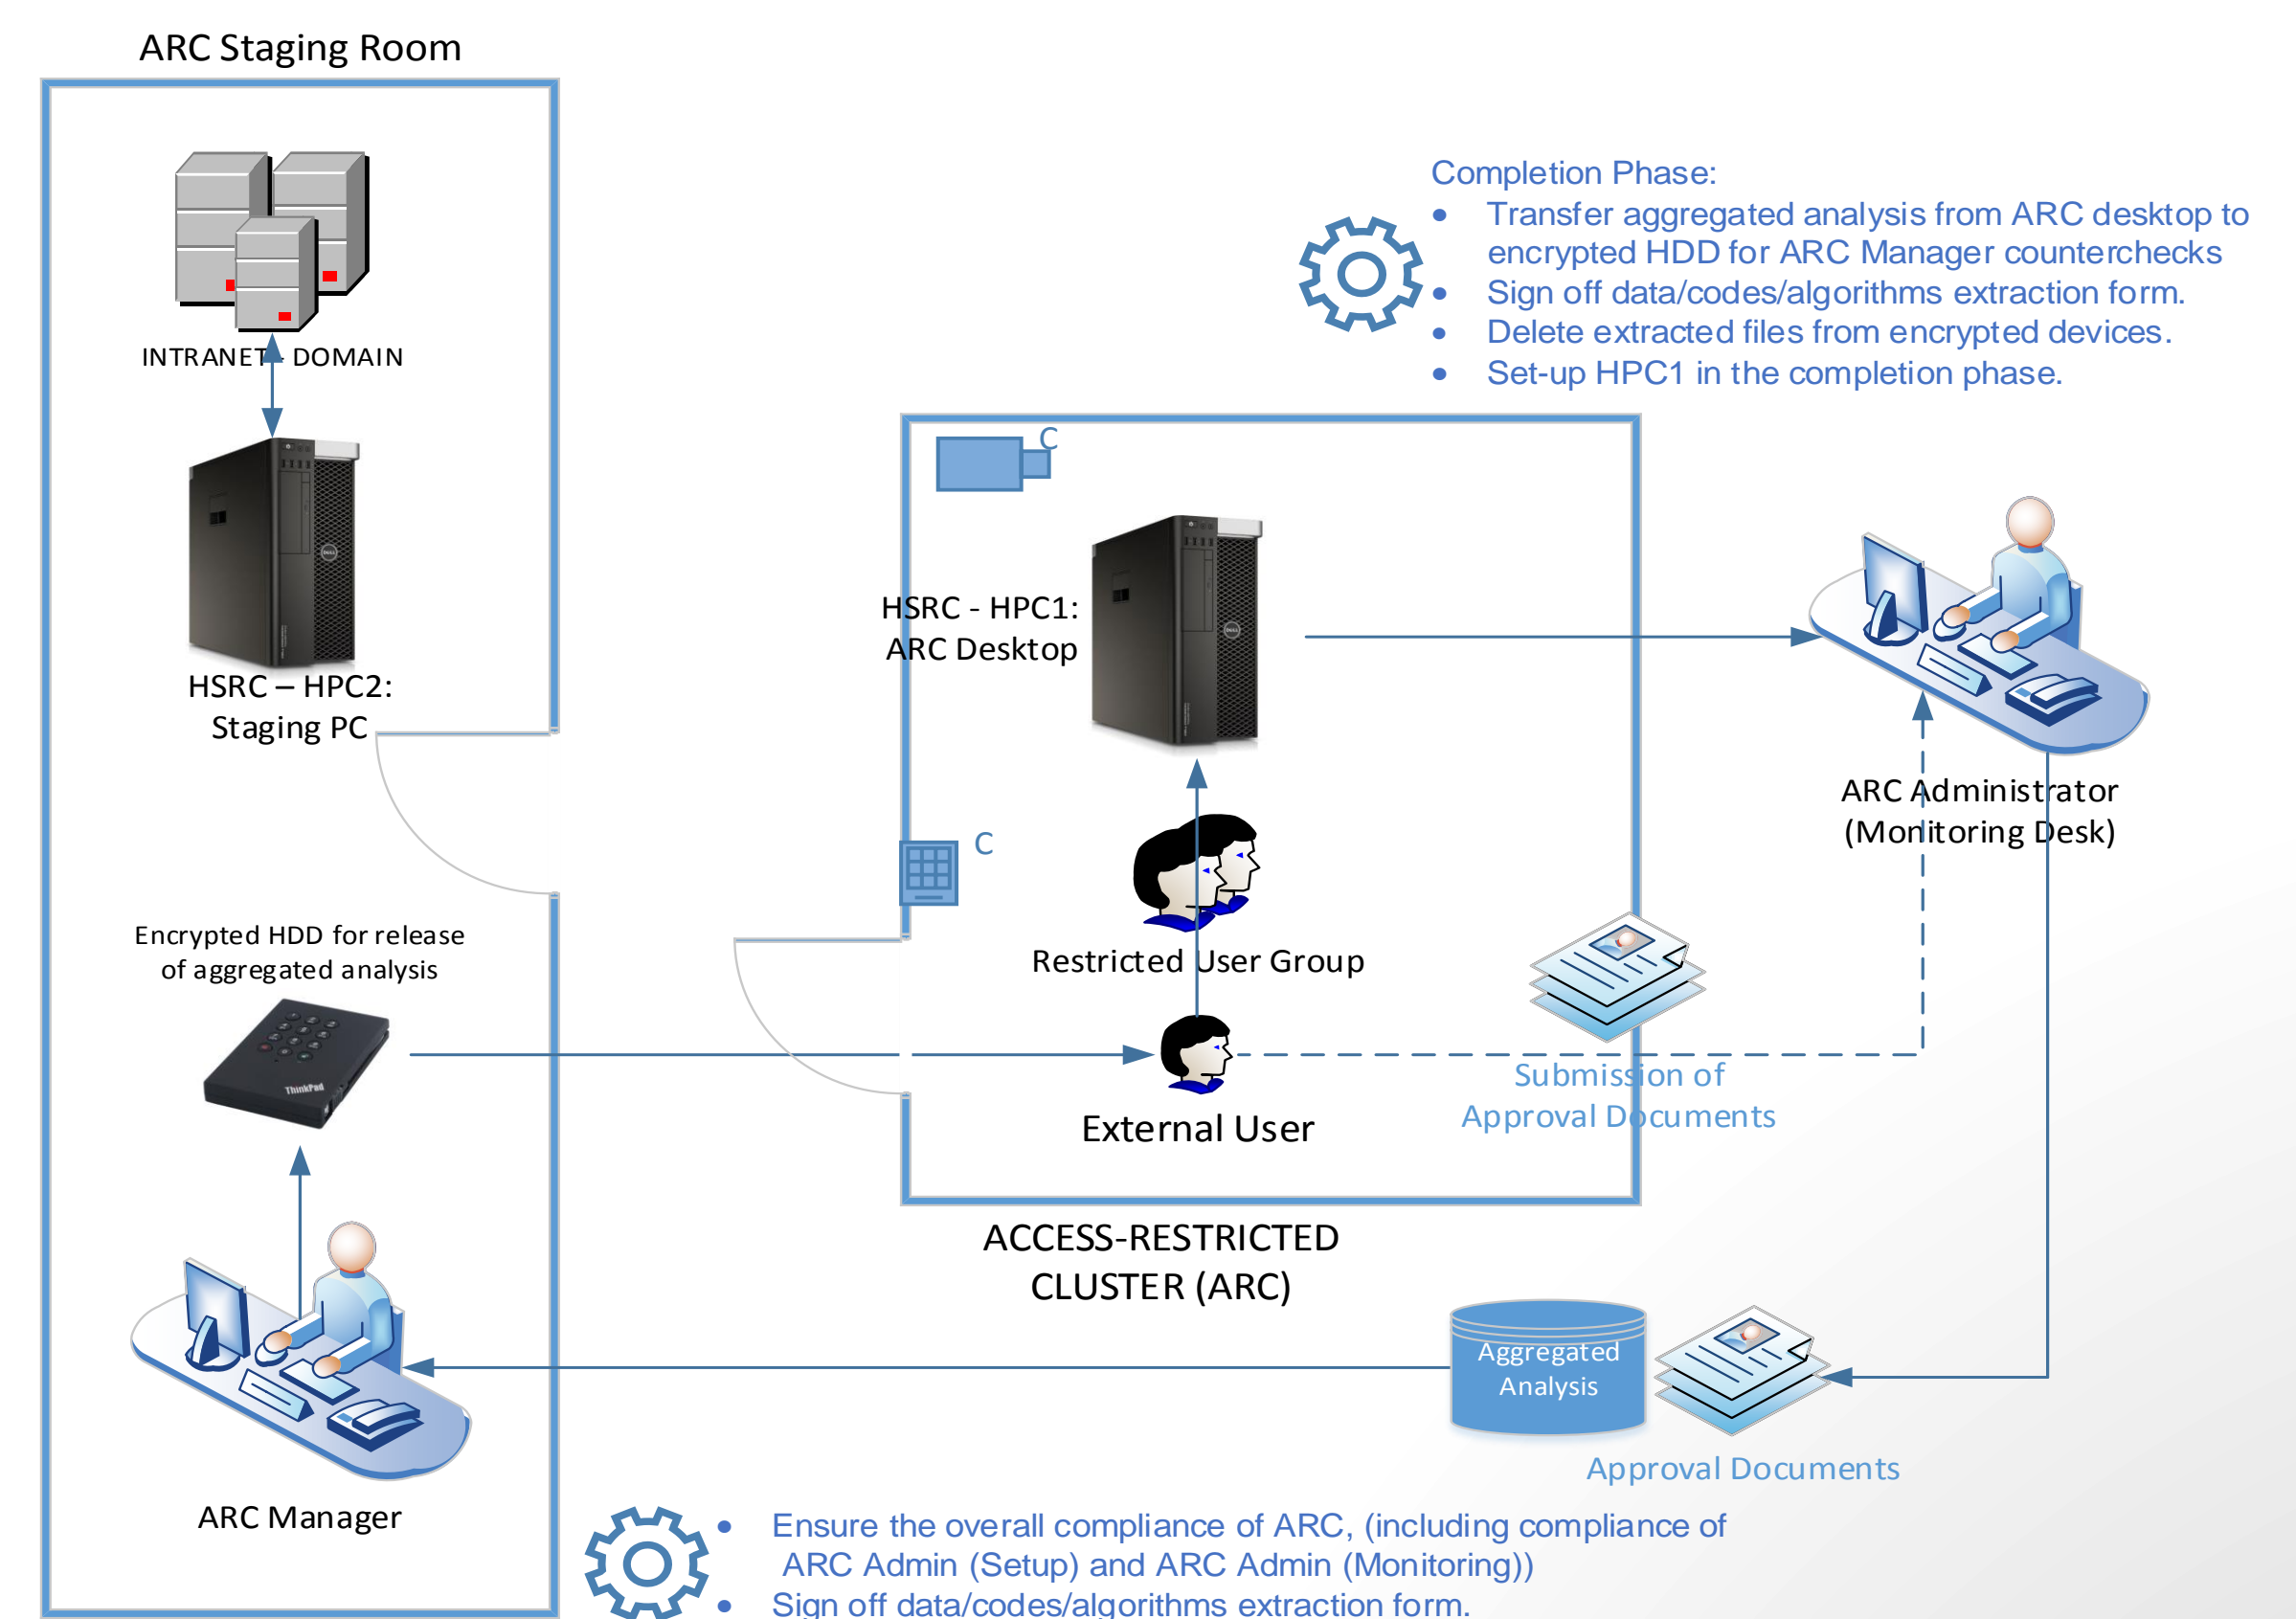 ARC Staging Room
INTRANET - DOMAIN
HSRC – HPC2:
Staging PC
Encrypted HDD for release
of aggregated analysis
ThinkPad
ARC Manager
Completion Phase:
• Transfer aggregated analysis from ARC desktop to
encrypted HDD for ARC Manager counterchecks
• Sign off data/codes/algorithms extraction form.
• Delete extracted files from encrypted devices.
• Set-up HPC1 in the completion phase.
C
HSRC - HPC1:
ARC Desktop
C
Restricted User Group
External User
Submission of
Approval Documents
ARC Administrator
(Monitoring Desk)
ACCESS-RESTRICTED
CLUSTER (ARC)
Aggregated
Analysis
Approval Documents
• Ensure the overall compliance of ARC, (including compliance of
ARC Admin (Setup) and ARC Admin (Monitoring))
• Sign off data/codes/algorithms extraction form.